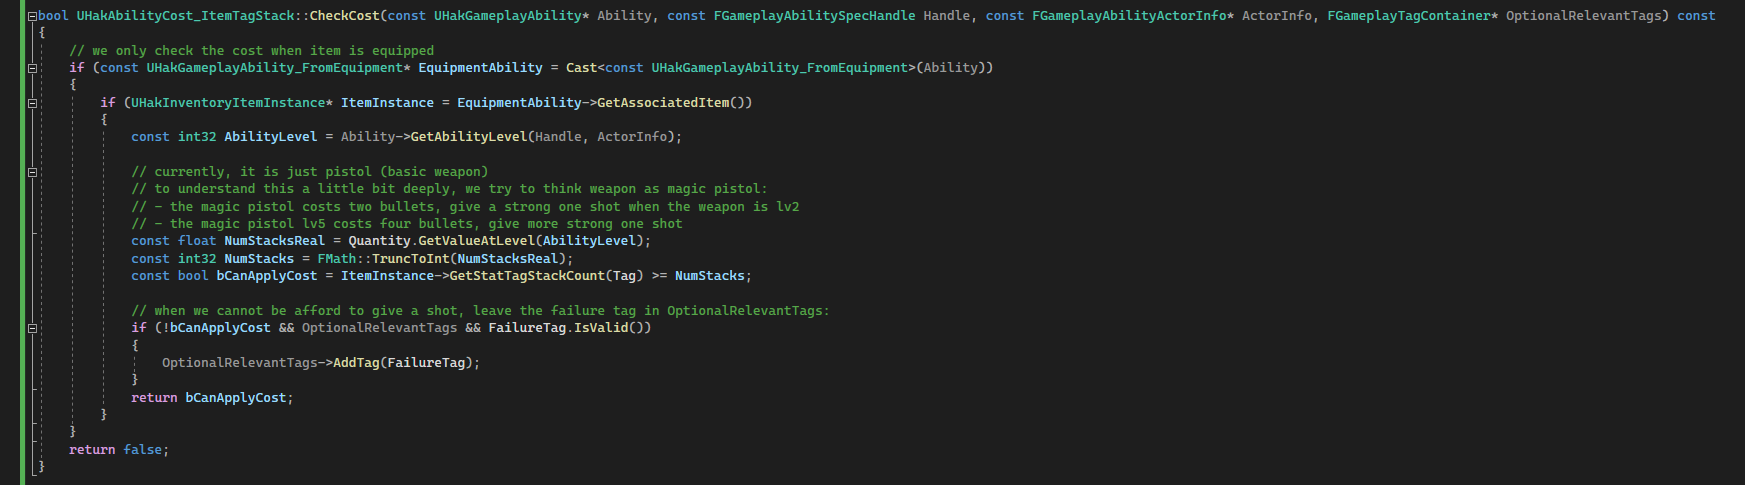 bool UHakAbilityCost_ItemTagStack::CheckCost(const UHakGameplayAbility* Ability, const FGameplayAbilitySpecHandle Handle, const FGameplayAbilityActorInfo* ActorInfo, FGameplayTagContainer* OptionalRelevantTags) const
{
// we only check the cost when item is equipped
if (const UHakGameplayAbility_FromEquipment* EquipmentAbility = Cast<const UHakGameplayAbility_FromEquipment>(Ability))
{
if (UHakInventoryItemInstance* ItemInstance = EquipmentAbility->GetAssociatedItem())
{
const int32 AbilityLevel = Ability->GetAbilityLevel(Handle, ActorInfo);
// currently, it is just pistol (basic weapon)
// to understand this a little bit deeply, we try to think weapon as magic pistol:
// - the magic pistol costs two bullets, give a strong one shot when the weapon is lv2
// - the magic pistol lv5 costs four bullets, give more strong one shot
const float NumStacksReal = Quantity.GetValueAtLevel(AbilityLevel);
const int32 NumStacks = FMath::TruncToInt(NumStacksReal);
const bool bCanApplyCost = ItemInstance->GetStatTagStackCount(Tag) >= NumStacks;
// when we cannot be afford to give a shot, leave the failure tag in OptionalRelevantTags:
if (!bCanApplyCost && OptionalRelevantTags && FailureTag.IsValid())
{
OptionalRelevantTags->AddTag(FailureTag);
}
return bCanApplyCost;
}
}
return false;
}